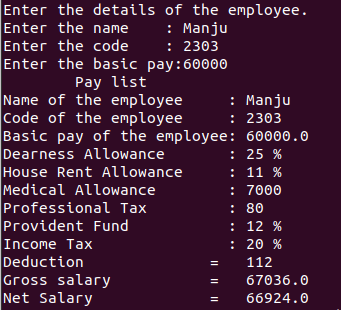 Enter the details of the employee.
Enter the name    : Manju
Enter the code    : 2303
Enter the basic pay:60000
        Pay list
Name of the employee     : Manju
Code of the employee     : 2303
Basic pay of the employee: 60000.0
Dearness Allowance       : 25 %
House Rent Allowance     : 11 %
Medical Allowance        : 7000
Professional Tax         : 80
Provident Fund           : 12 %
Income Tax               : 20 %
Deduction              =   112
Gross salary           =   67036.0
Net Salary             =   66924.0